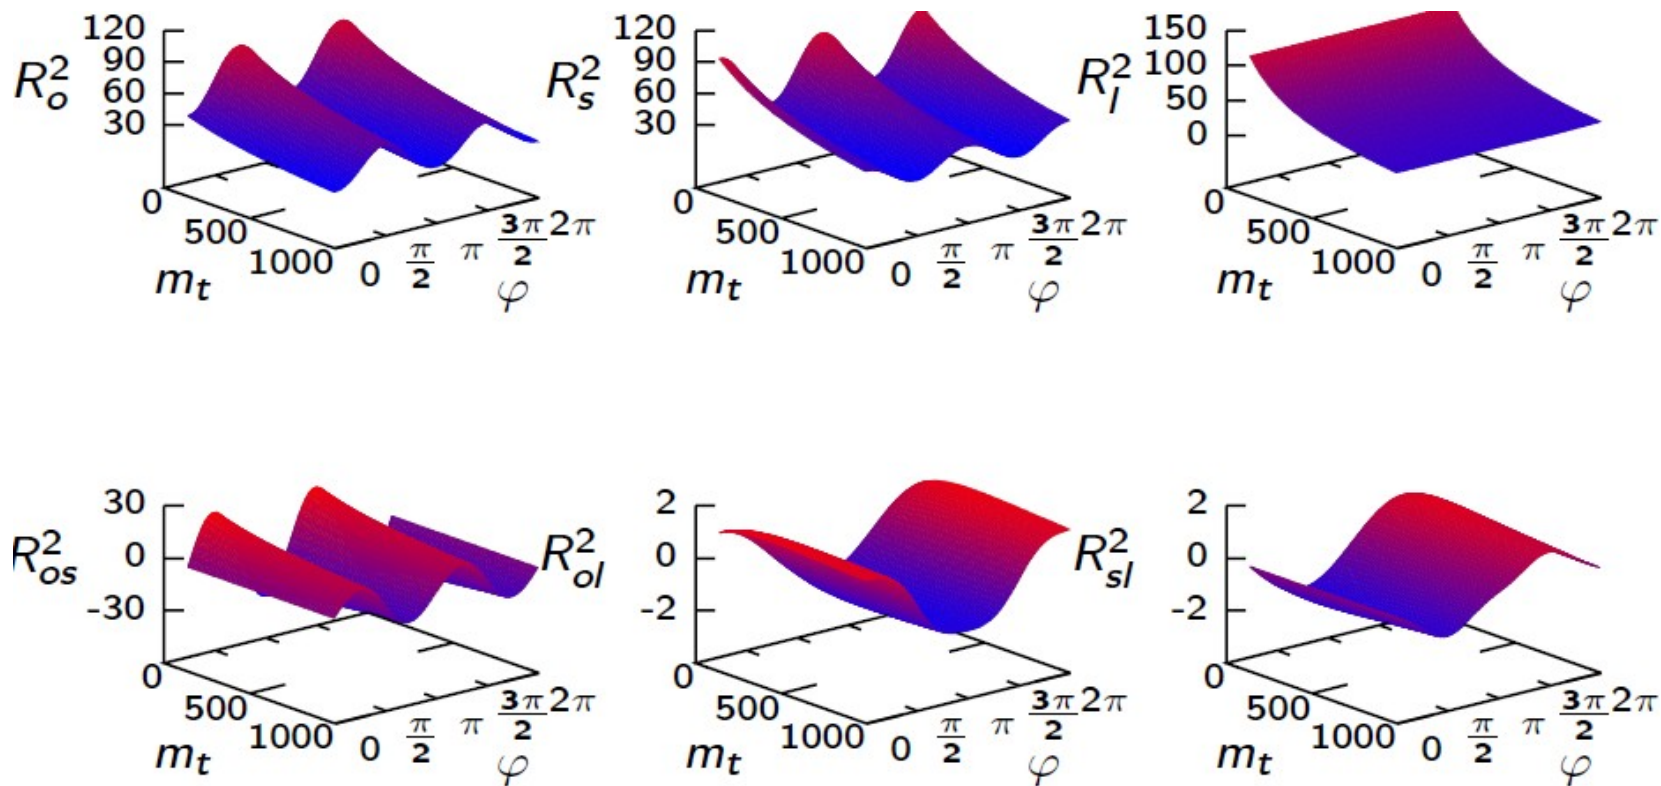 R_o^2 120 90 60 30 0 500 1000 m_t 0 π/2 π 3π/2 2π φ
R_s^2 120 90 60 30 0 500 1000 m_t 0 π/2 π 3π/2 2π φ
R_l^2 150 100 50 0 0 500 1000 m_t 0 π/2 π 3π/2 2π φ
R_os^2 30 0 -30 0 500 1000 m_t 0 π/2 π 3π/2 2π φ
R_ol^2 2 0 -2 0 500 1000 m_t 0 π/2 π 3π/2 2π φ
R_sl^2 2 0 -2 0 500 1000 m_t 0 π/2 π 3π/2 2π φ